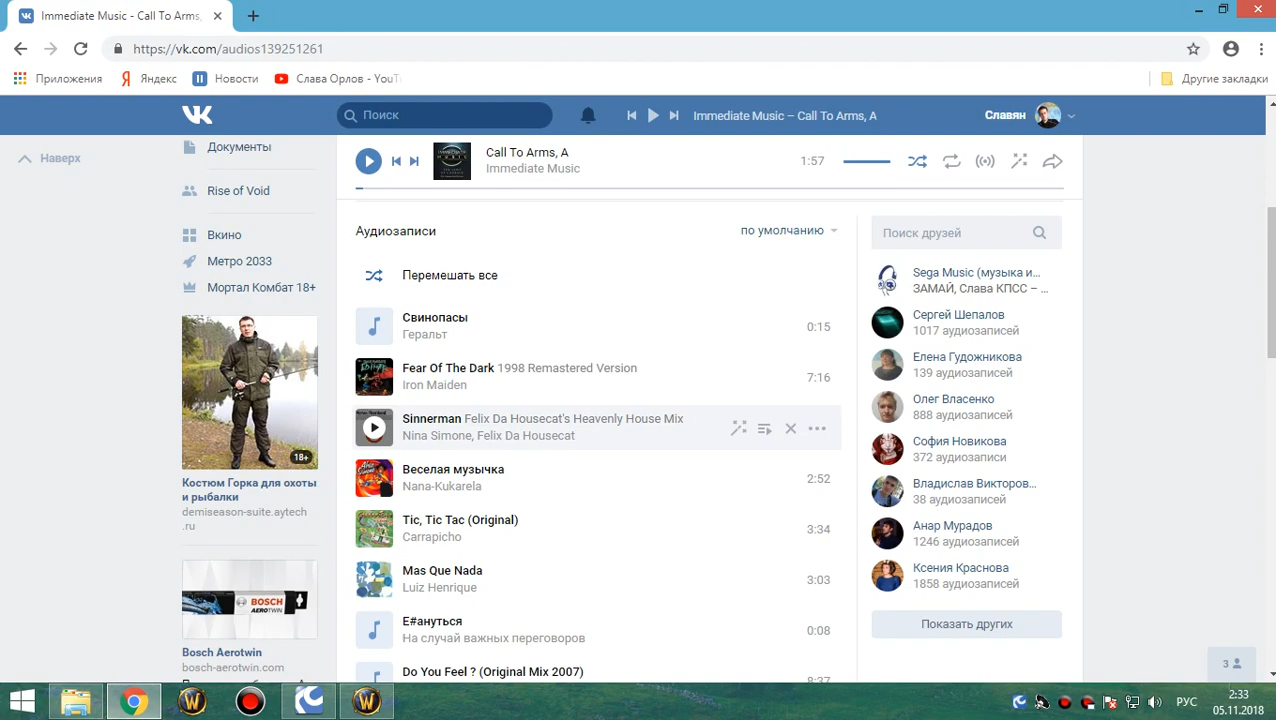 Immediate Music - Call To Arms,
https://vk.com/audios139251261
Приложения
Яндекс
Новости
Слава Орлов - YouT
Другие закладки
Поиск
Immediate Music – Call To Arms, A
Славян
Наверх
Документы
Rise of Void
Вкино
Метро 2033
Мортал Комбат 18+
18+
Костюм Горка для охоты
и рыбалки
demiseason-suite.aytech
.ru
BOSCH
AEROTWIN
Bosch Aerotwin
bosch-aerotwin.com
Call To Arms, A
Immediate Music
1:57
Аудиозаписи
по умолчанию
Перемешать все
Свинопасы
Геральт
0:15
Fear Of The Dark 1998 Remastered Version
Iron Maiden
7:16
Sinnerman Felix Da Housecat's Heavenly House Mix
Nina Simone, Felix Da Housecat
Веселая музычка
Nana-Kukarela
2:52
Tic, Tic Tac (Original)
Carrapicho
3:34
Mas Que Nada
Luiz Henrique
3:03
Е#ануться
На случай важных переговоров
0:08
Do You Feel ? (Original Mix 2007)
8:37
Поиск друзей
Sega Music (музыка и...
ЗАМАЙ, Слава КПСС – ...
Сергей Шепалов
1017 аудиозаписей
Елена Гудожникова
139 аудиозаписей
Олег Власенко
888 аудиозаписей
София Новикова
372 аудиозаписи
Владислав Викторов...
38 аудиозаписей
Анар Мурадов
1246 аудиозаписей
Ксения Краснова
1858 аудиозаписей
Показать других
3
РУС
2:33
05.11.2018